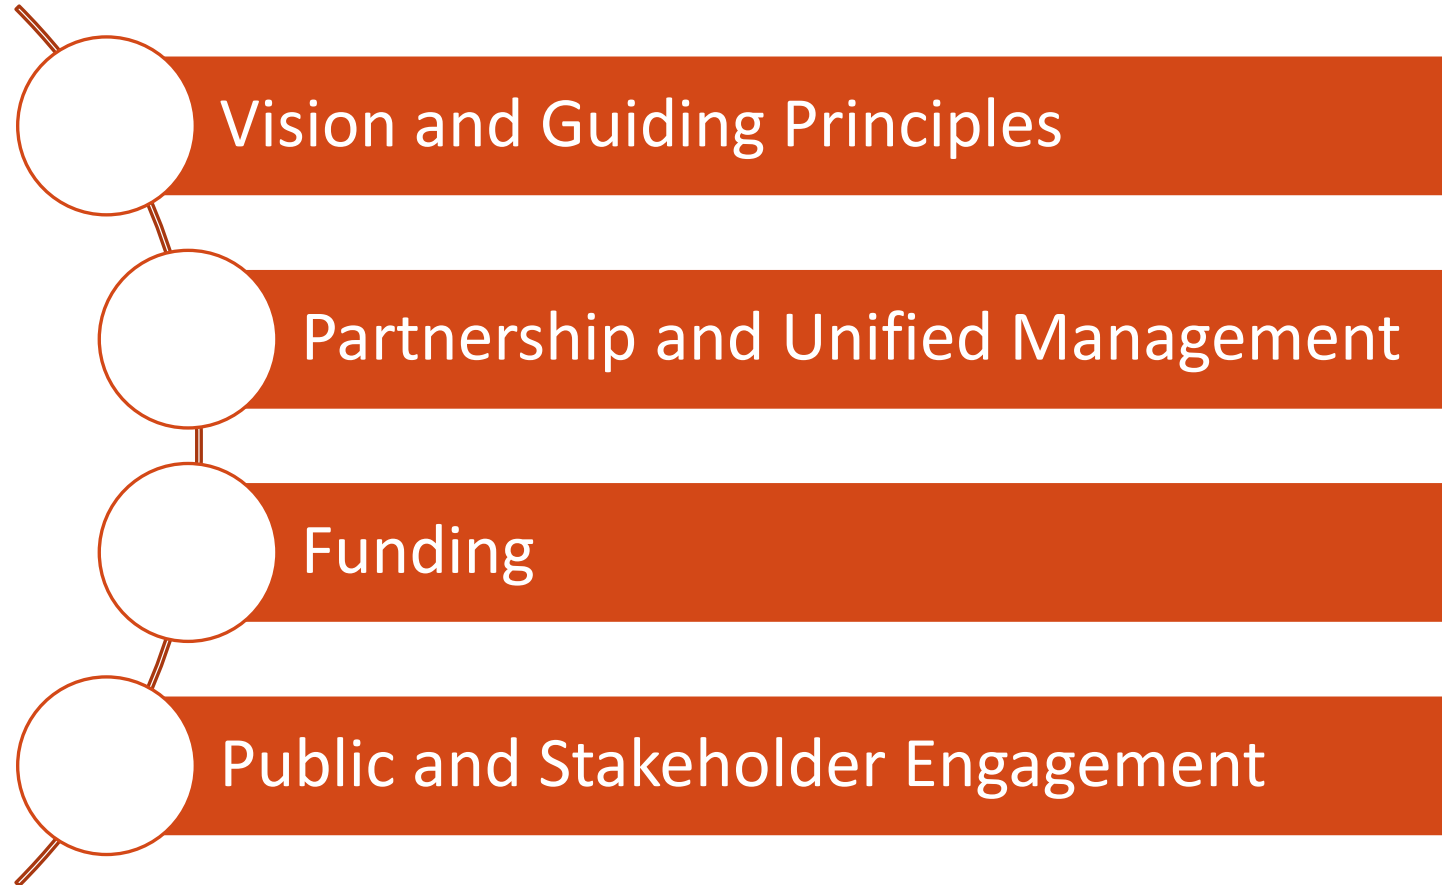 Vision and Guiding Principles
Partnership and Unified Management
Funding
Public and Stakeholder Engagement